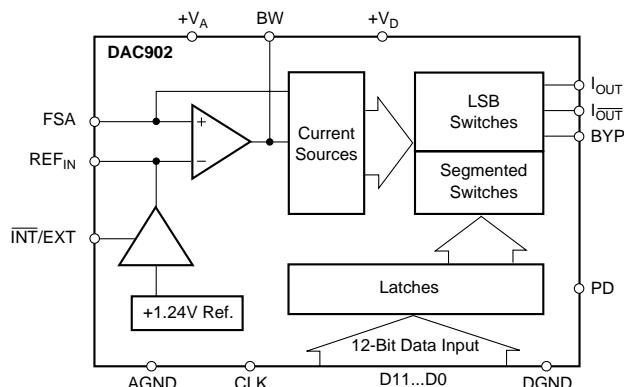 +VA
BW
+VD
DAC902
FSA
REFIN
INT/EXT
+
–
Current
Sources
LSB
Switches
Segmented
Switches
IOUT
IOUT
BYP
+1.24V Ref.
Latches
PD
12-Bit Data Input
AGND
CLK
D11...D0
DGND